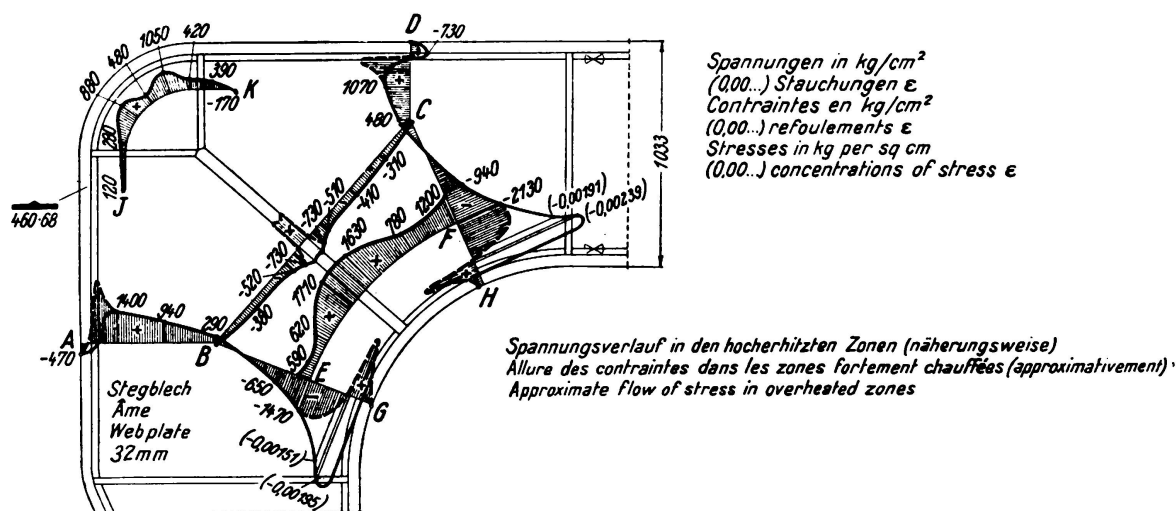 D
-730
1050
420
480
880
390
-170
K
280
120
J
460·68
1070
480
C
1033
-310
-410
-510
-730
-730
-520
-380
-940
-2130
(-0,00191)
(-0,00239)
1200
780
1630
1710
620
590
F
E
H
G
A
-470
1400
940
290
B
-650
-1470
(-0,00151)
(-0,00185)
Stegblech
Âme
Webplate
32mm
Spannungen in kg/cm²
(0,00...) Stauchungen ε
Contraintes en kg/cm²
(0,00...) refoulements ε
Stresses in kg per sq cm
(0,00...) concentrations of stress ε
Spannungsverlauf in den hocherhitzten Zonen (näherungsweise)
Allure des contraintes dans les zones fortement chauffées (approximativement)
Approximate flow of stress in overheated zones